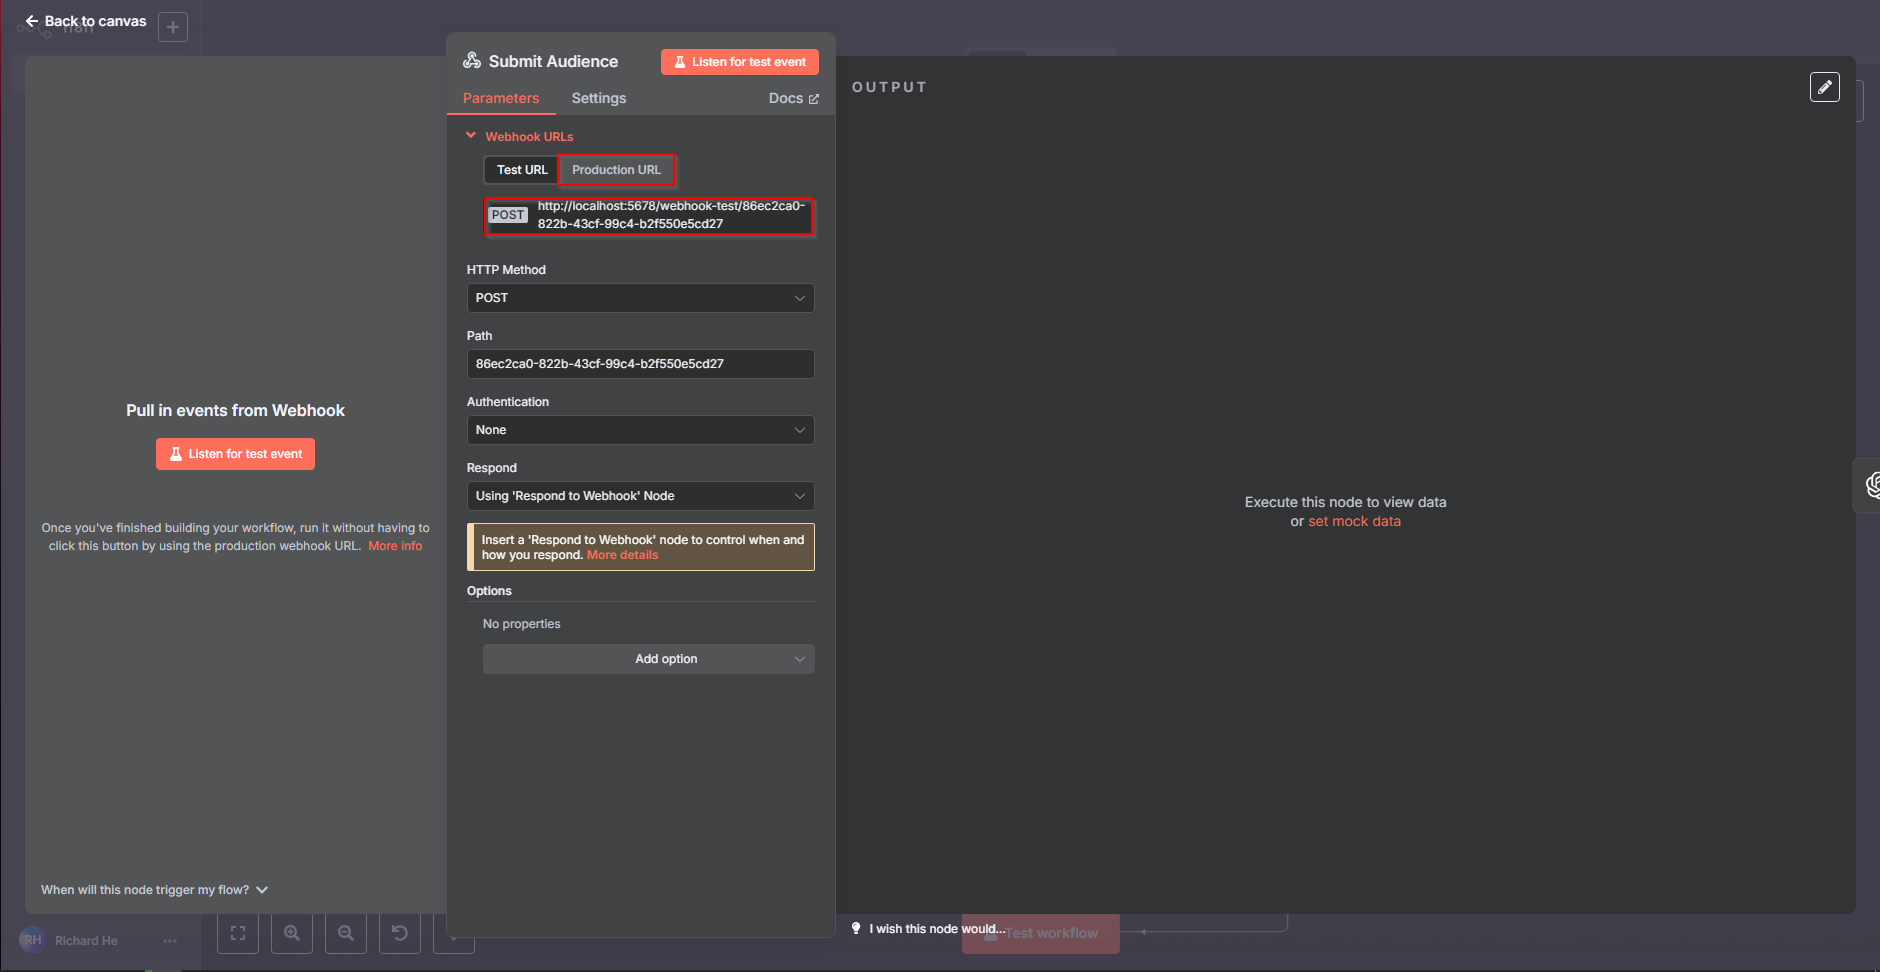 Back to canvas
n8n
Submit Audience
Listen for test event
Parameters
Settings
Docs
Webhook URLs
Test URL
Production URL
POST
http://localhost:5678/webhook-test/86ec2ca0-
822b-43cf-99c4-b2f550e5cd27
HTTP Method
POST
Path
86ec2ca0-822b-43cf-99c4-b2f550e5cd27
Authentication
None
Respond
Using 'Respond to Webhook' Node
Insert a 'Respond to Webhook' node to control when and
how you respond. More details
Options
No properties
Add option
Pull in events from Webhook
Listen for test event
Once you've finished building your workflow, run it without having to
click this button by using the production webhook URL. More info
When will this node trigger my flow?
OUTPUT
Execute this node to view data
or set mock data
I wish this node would...
Test workflow
RH
Richard He